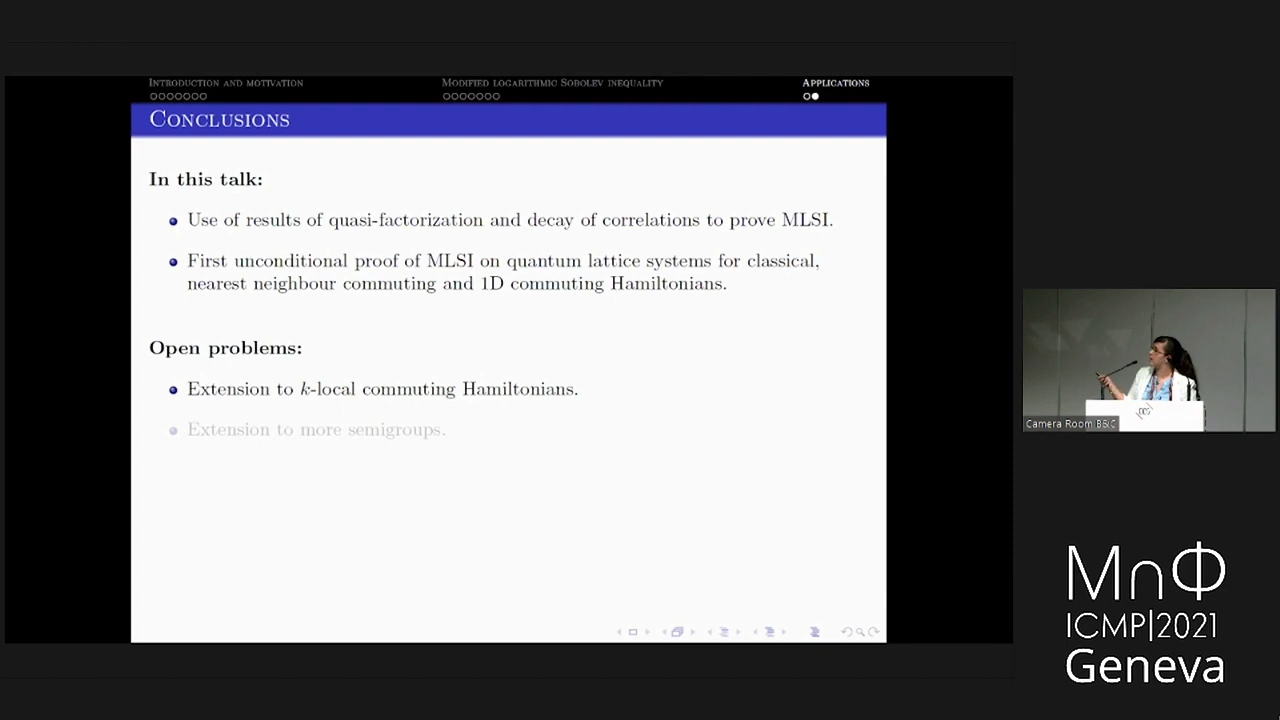 Introduction and motivation
Modified logarithmic Sobolev inequality
Applications
Conclusions
In this talk:
Use of results of quasi-factorization and decay of correlations to prove MLSI.
First unconditional proof of MLSI on quantum lattice systems for classical,
nearest neighbour commuting and 1D commuting Hamiltonians.
Open problems:
Extension to k-local commuting Hamiltonians.
Extension to more semigroups.
Camera Room B&C
M∩Φ
ICMP|2021
Geneva